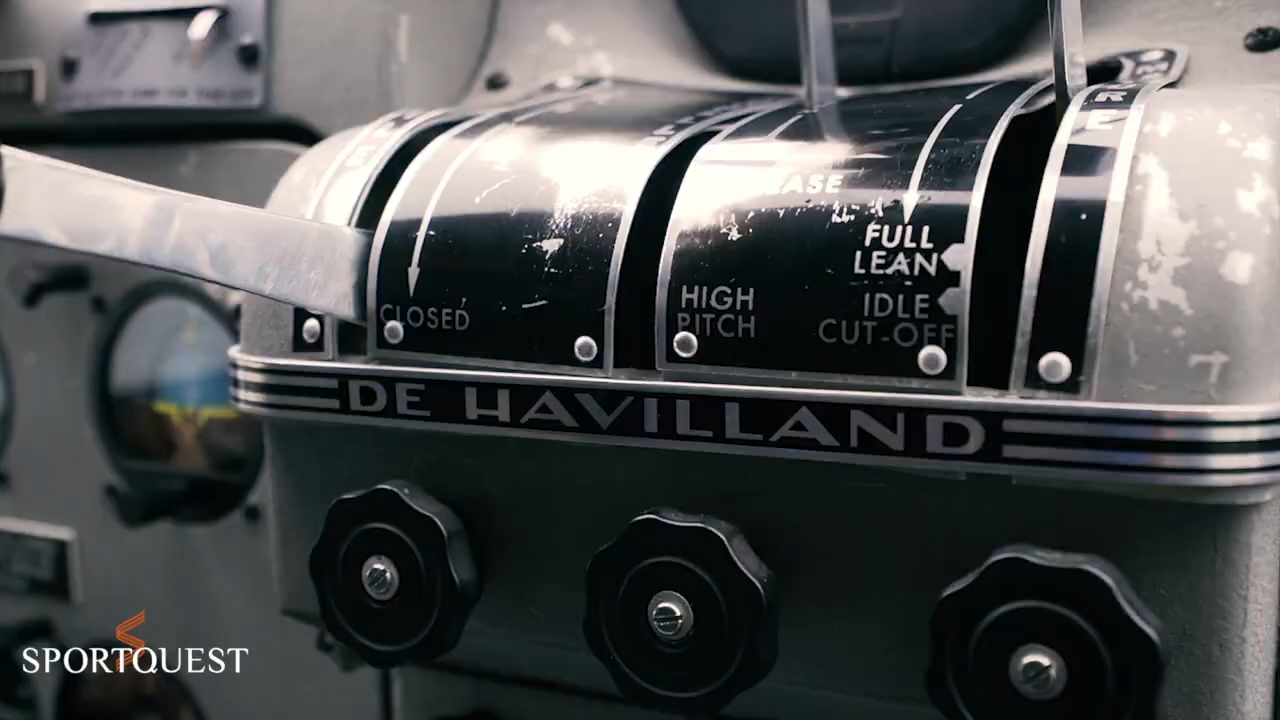 FULL
LEAN
HIGH
PITCH
IDLE
CUT-OFF
CLOSED
DE HAVILLAND
SPORTQUEST